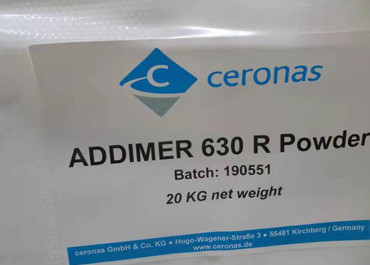 C ceronas
ADDIMER 630 R Powder
Batch: 190551
20 KG net weight
ceronas GmbH & Co. KG • Hugo-Wagener-Straße 3 • 55481 Kirchberg / Germany
www.ceronas.de